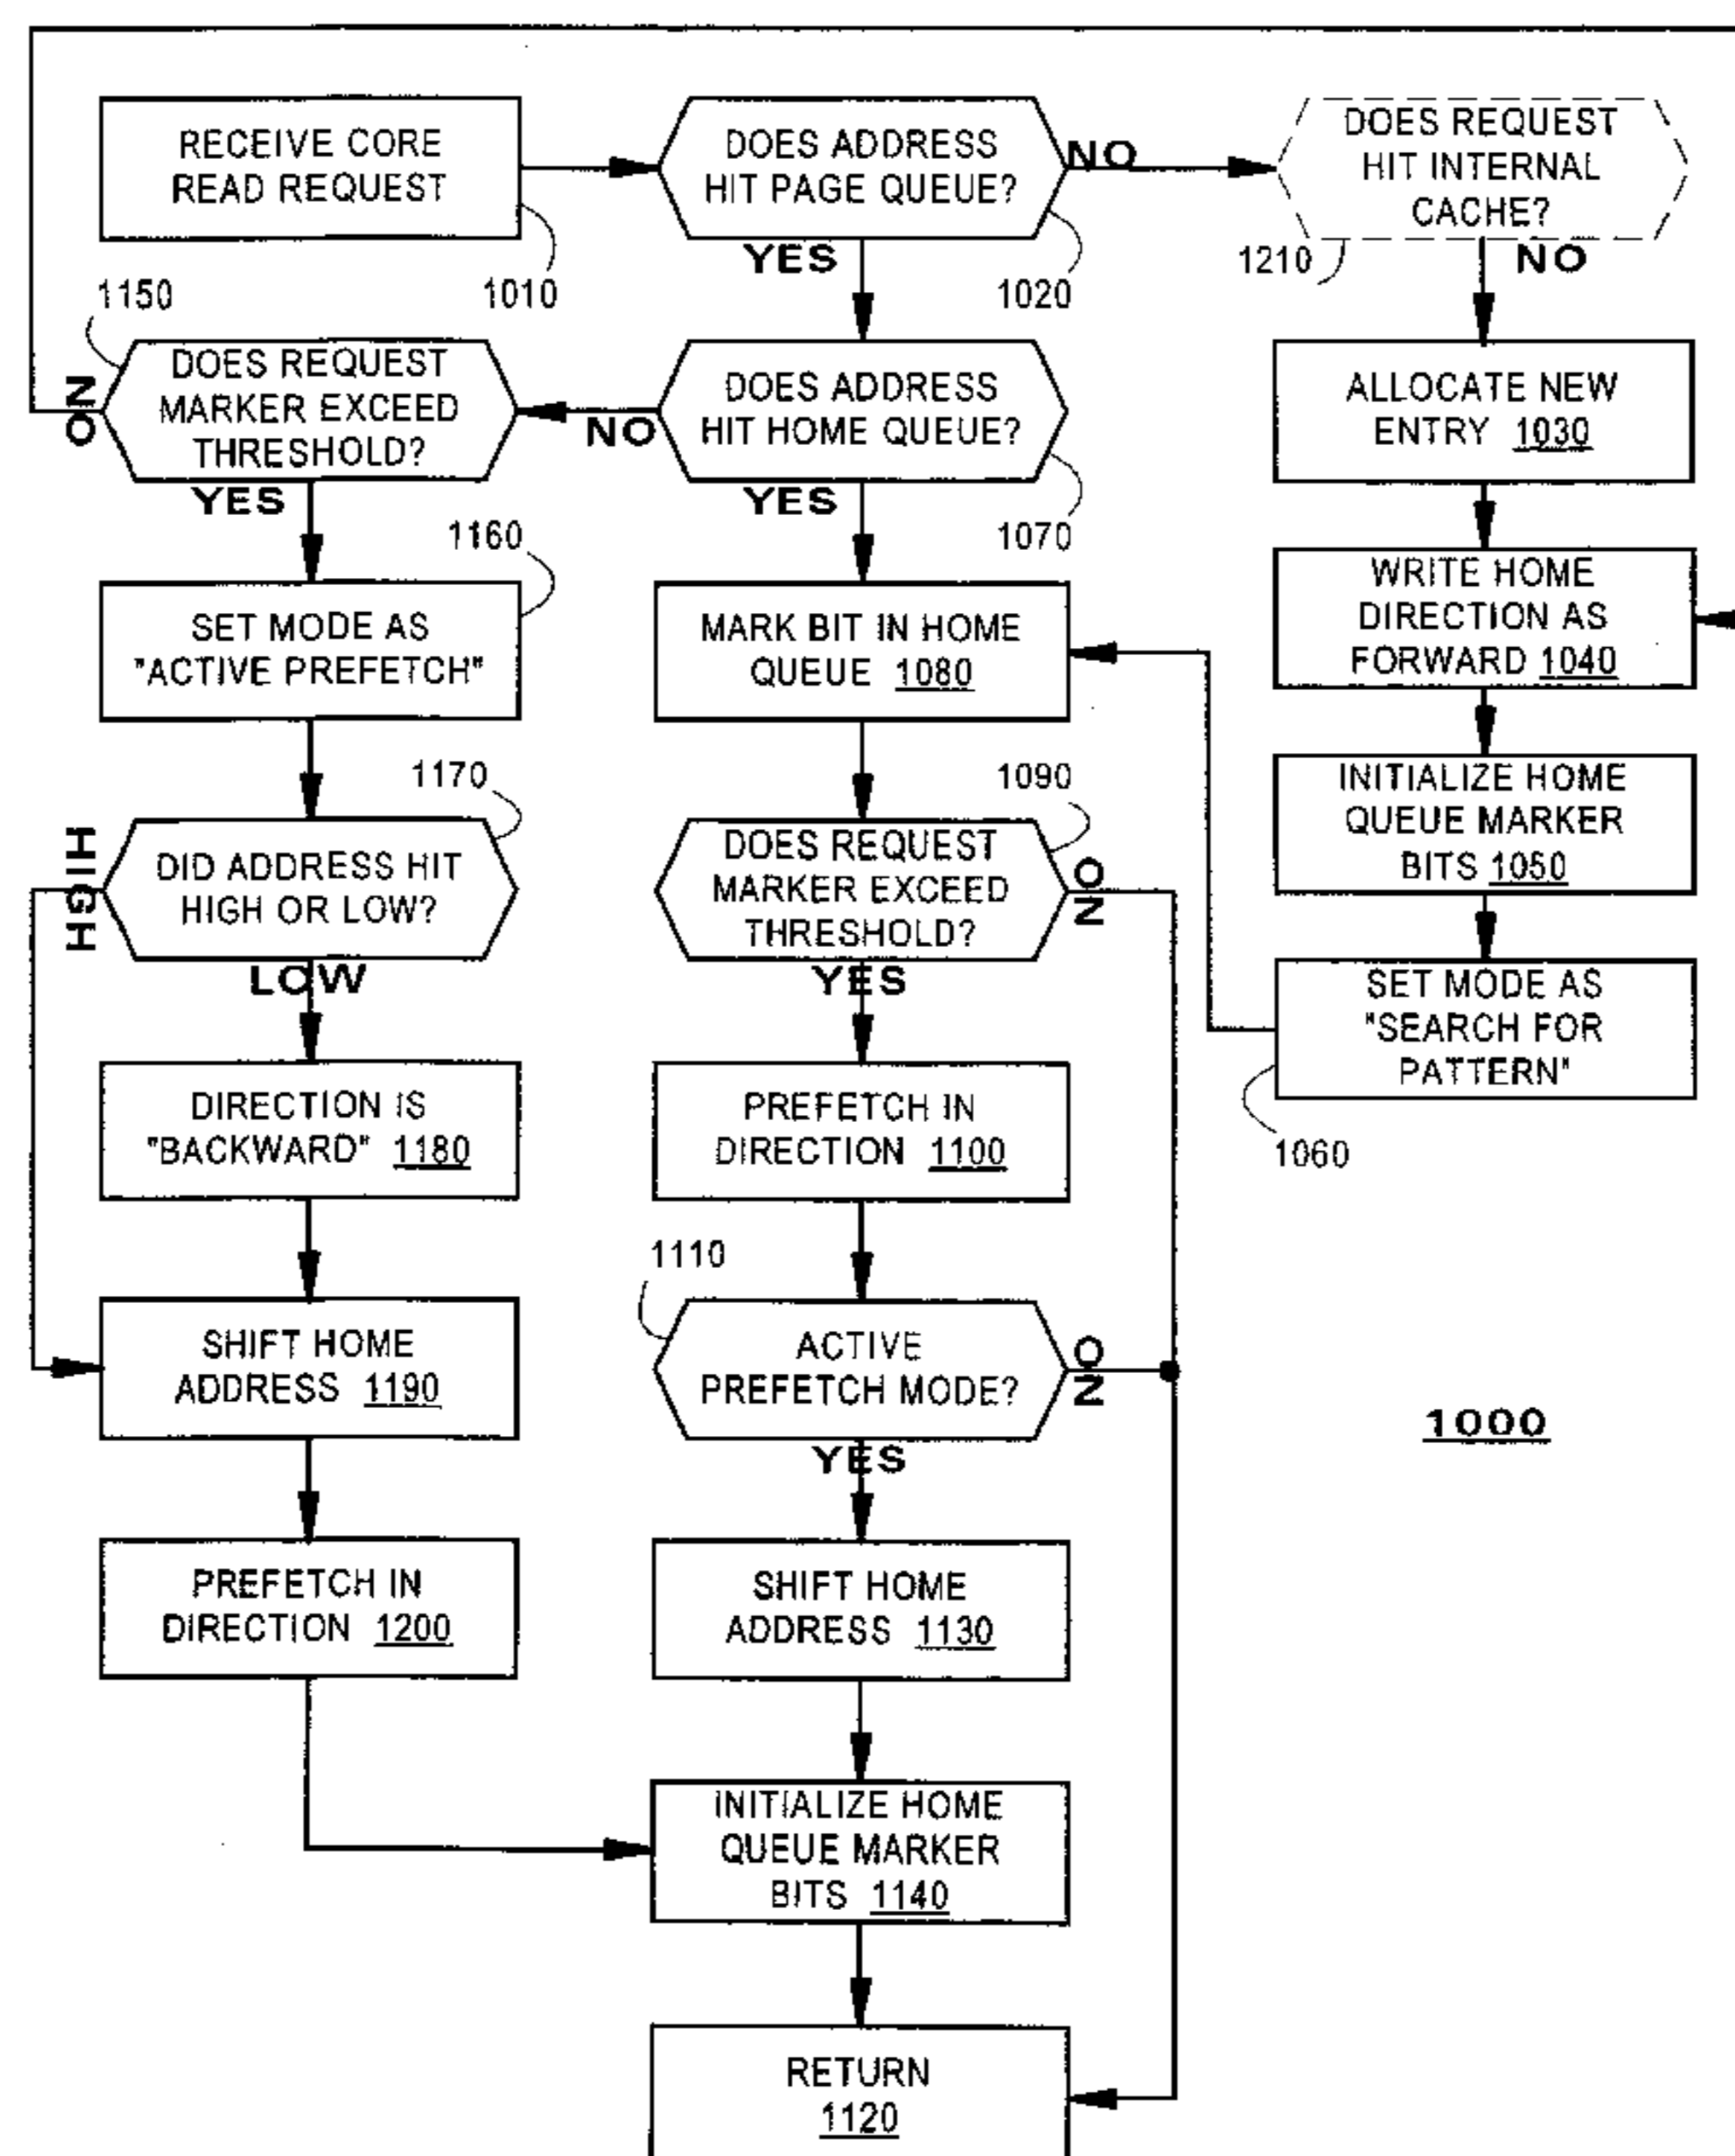 RECEIVE CORE
READ REQUEST
1010
DOES ADDRESS
HIT PAGE QUEUE?
1020
NO
YES
DOES REQUEST
HIT INTERNAL
CACHE?
1210
NO
1150
DOES REQUEST
MARKER EXCEED
THRESHOLD?
NO
YES
DOES ADDRESS
HIT HOME QUEUE?
NO
YES
1070
ALLOCATE NEW
ENTRY 1030
1160
SET MODE AS
"ACTIVE PREFETCH"
MARK BIT IN HOME
QUEUE 1080
WRITE HOME
DIRECTION AS
FORWARD 1040
1170
DID ADDRESS HIT
HIGH OR LOW?
HIGH
LOW
1090
DOES REQUEST
MARKER EXCEED
THRESHOLD?
NO
YES
INITIALIZE HOME
QUEUE MARKER
BITS 1050
SET MODE AS
"SEARCH FOR
PATTERN"
1060
DIRECTION IS
"BACKWARD" 1180
PREFETCH IN
DIRECTION 1100
1110
SHIFT HOME
ADDRESS 1190
ACTIVE
PREFETCH MODE?
NO
YES
1000
PREFETCH IN
DIRECTION 1200
SHIFT HOME
ADDRESS 1130
INITIALIZE HOME
QUEUE MARKER
BITS 1140
RETURN
1120